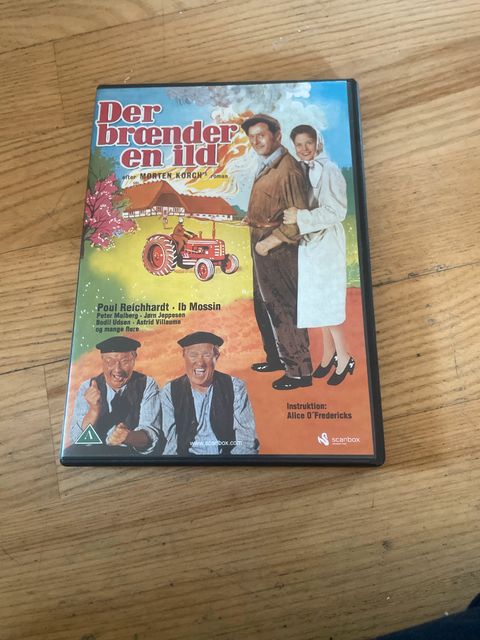 Der
brænder
en ild
efter MORTEN KORCH's roman
Poul Reichhardt · Ib Mossin
Peter Malberg · Jørn Jeppesen
Bodil Udsen · Astrid Villaume
og mange flere
Instruktion:
Alice O'Fredericks
A
www.scanbox.com
scanbox